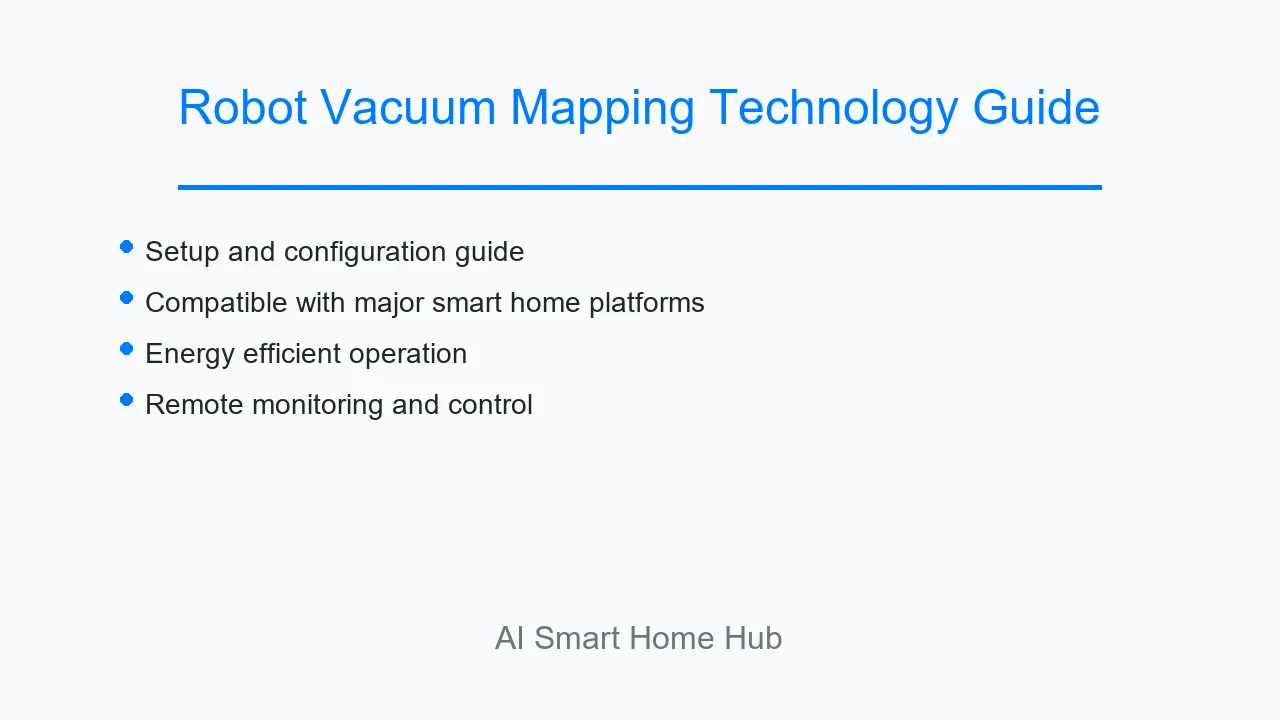 Robot Vacuum Mapping Technology Guide
Setup and configuration guide
Compatible with major smart home platforms
Energy efficient operation
Remote monitoring and control
AI Smart Home Hub